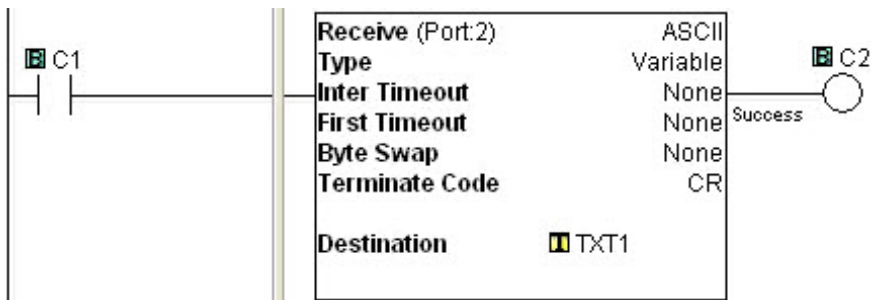 Receive (Port:2) ASCII
B C1
Type Variable
B C2
Inter Timeout None
First Timeout None
Success
Byte Swap None
Terminate Code CR
Destination T TXT1